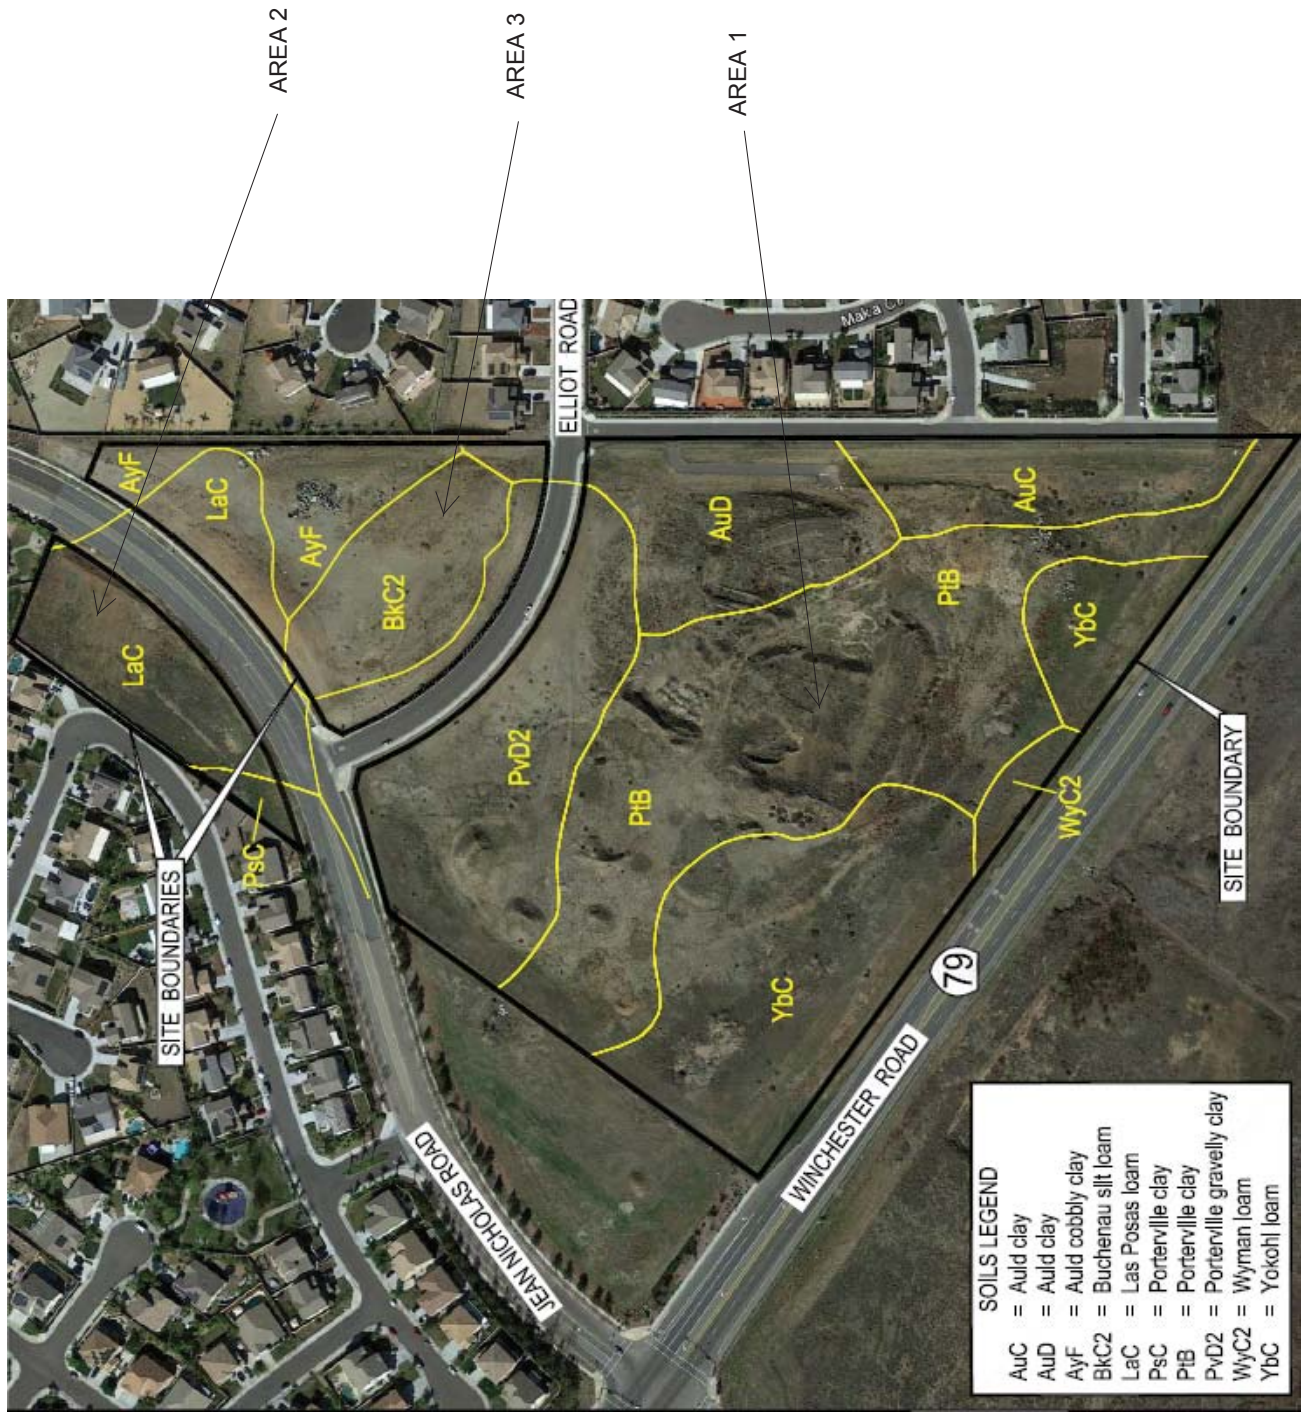 AREA 2
AREA 3
AREA 1
Maka Ct
ELLIOT ROAD
AyF
LaC
AyF
AuD
AuC
BkC2
LaC
PtB
YbC
PvD2
PtB
WyC2
PsC
SITE BOUNDARIES
SITE BOUNDARY
YbC
79
WINCHESTER ROAD
JEAN NICHOLAS ROAD
SOILS LEGEND
AuC = Auld clay
AuD = Auld clay
AyF = Auld cobbly clay
BkC2 = Buchenau silt loam
LaC = Las Posas loam
PsC = Porterville clay
PtB = Porterville clay
PvD2 = Porterville gravelly clay
WyC2 = Wyman loam
YbC = Yokohl loam